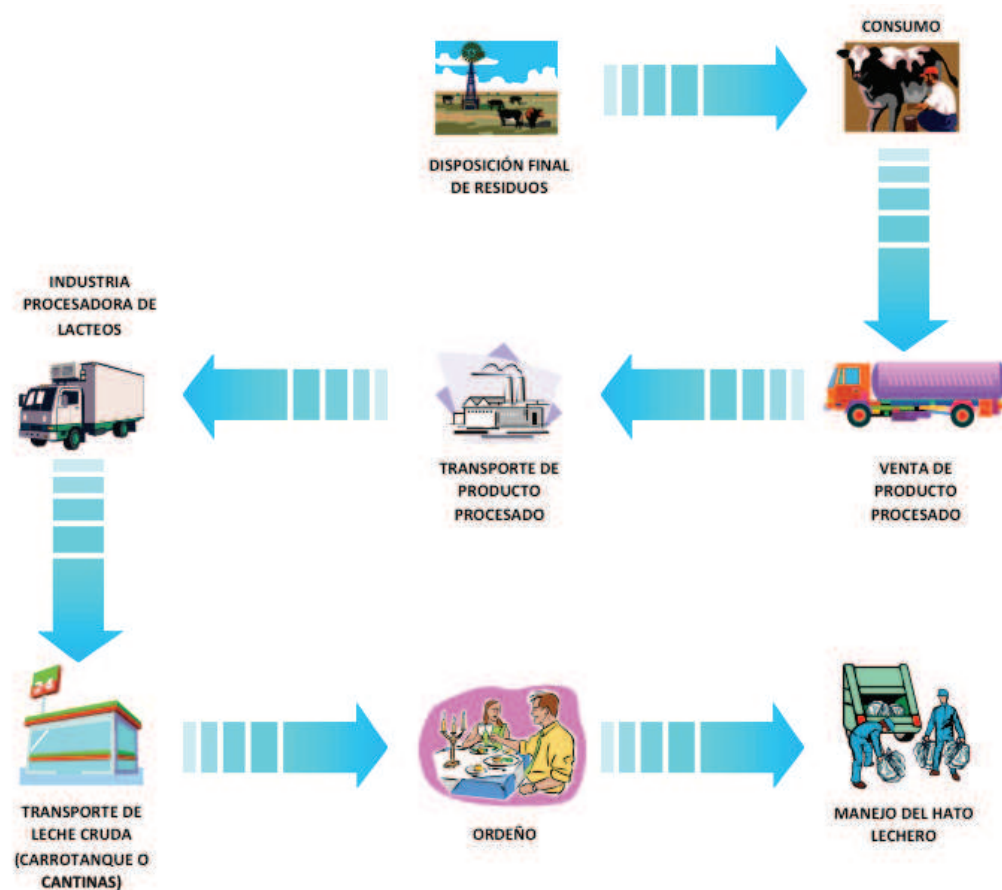 CONSUMO
DISPOSICIÓN FINAL
DE RESIDUOS
INDUSTRIA
PROCESADORA DE
LACTEOS
TRANSPORTE DE
PRODUCTO
PROCESADO
VENTA DE
PRODUCTO
PROCESADO
24
TRANSPORTE DE
LECHE CRUDA
(CARROTANQUE O
CANTINAS)
ORDEÑO
MANEJO DEL HATO
LECHERO